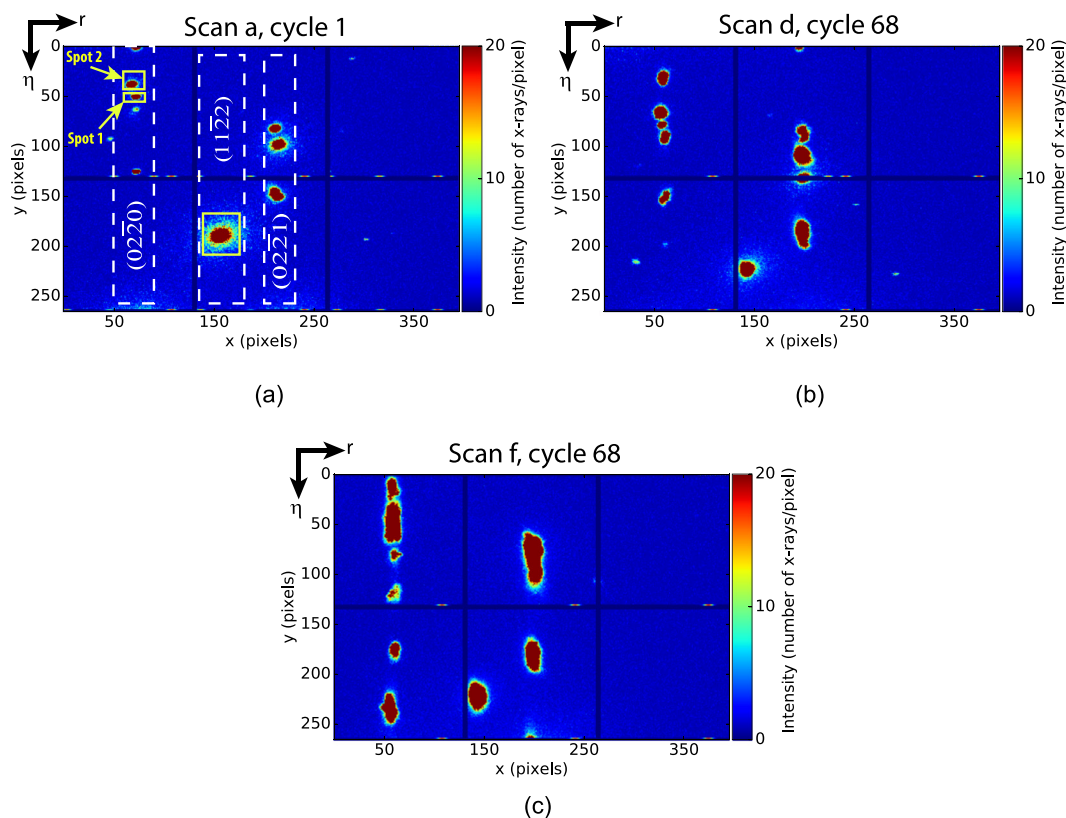 r
Scan a, cycle 1
η
0
50
100
150
200
250
y (pixels)
Spot 2
Spot 1
(022̅0)
(112̅2)
(022̅1)
50
150
250
350
x (pixels)
20
10
0
Intensity (number of x-rays/pixel)
(a)
r
Scan d, cycle 68
η
0
50
100
150
200
250
y (pixels)
50
150
250
350
x (pixels)
20
10
0
Intensity (number of x-rays/pixel)
(b)
r
Scan f, cycle 68
η
0
50
100
150
200
250
y (pixels)
50
150
250
350
x (pixels)
20
10
0
Intensity (number of x-rays/pixel)
(c)